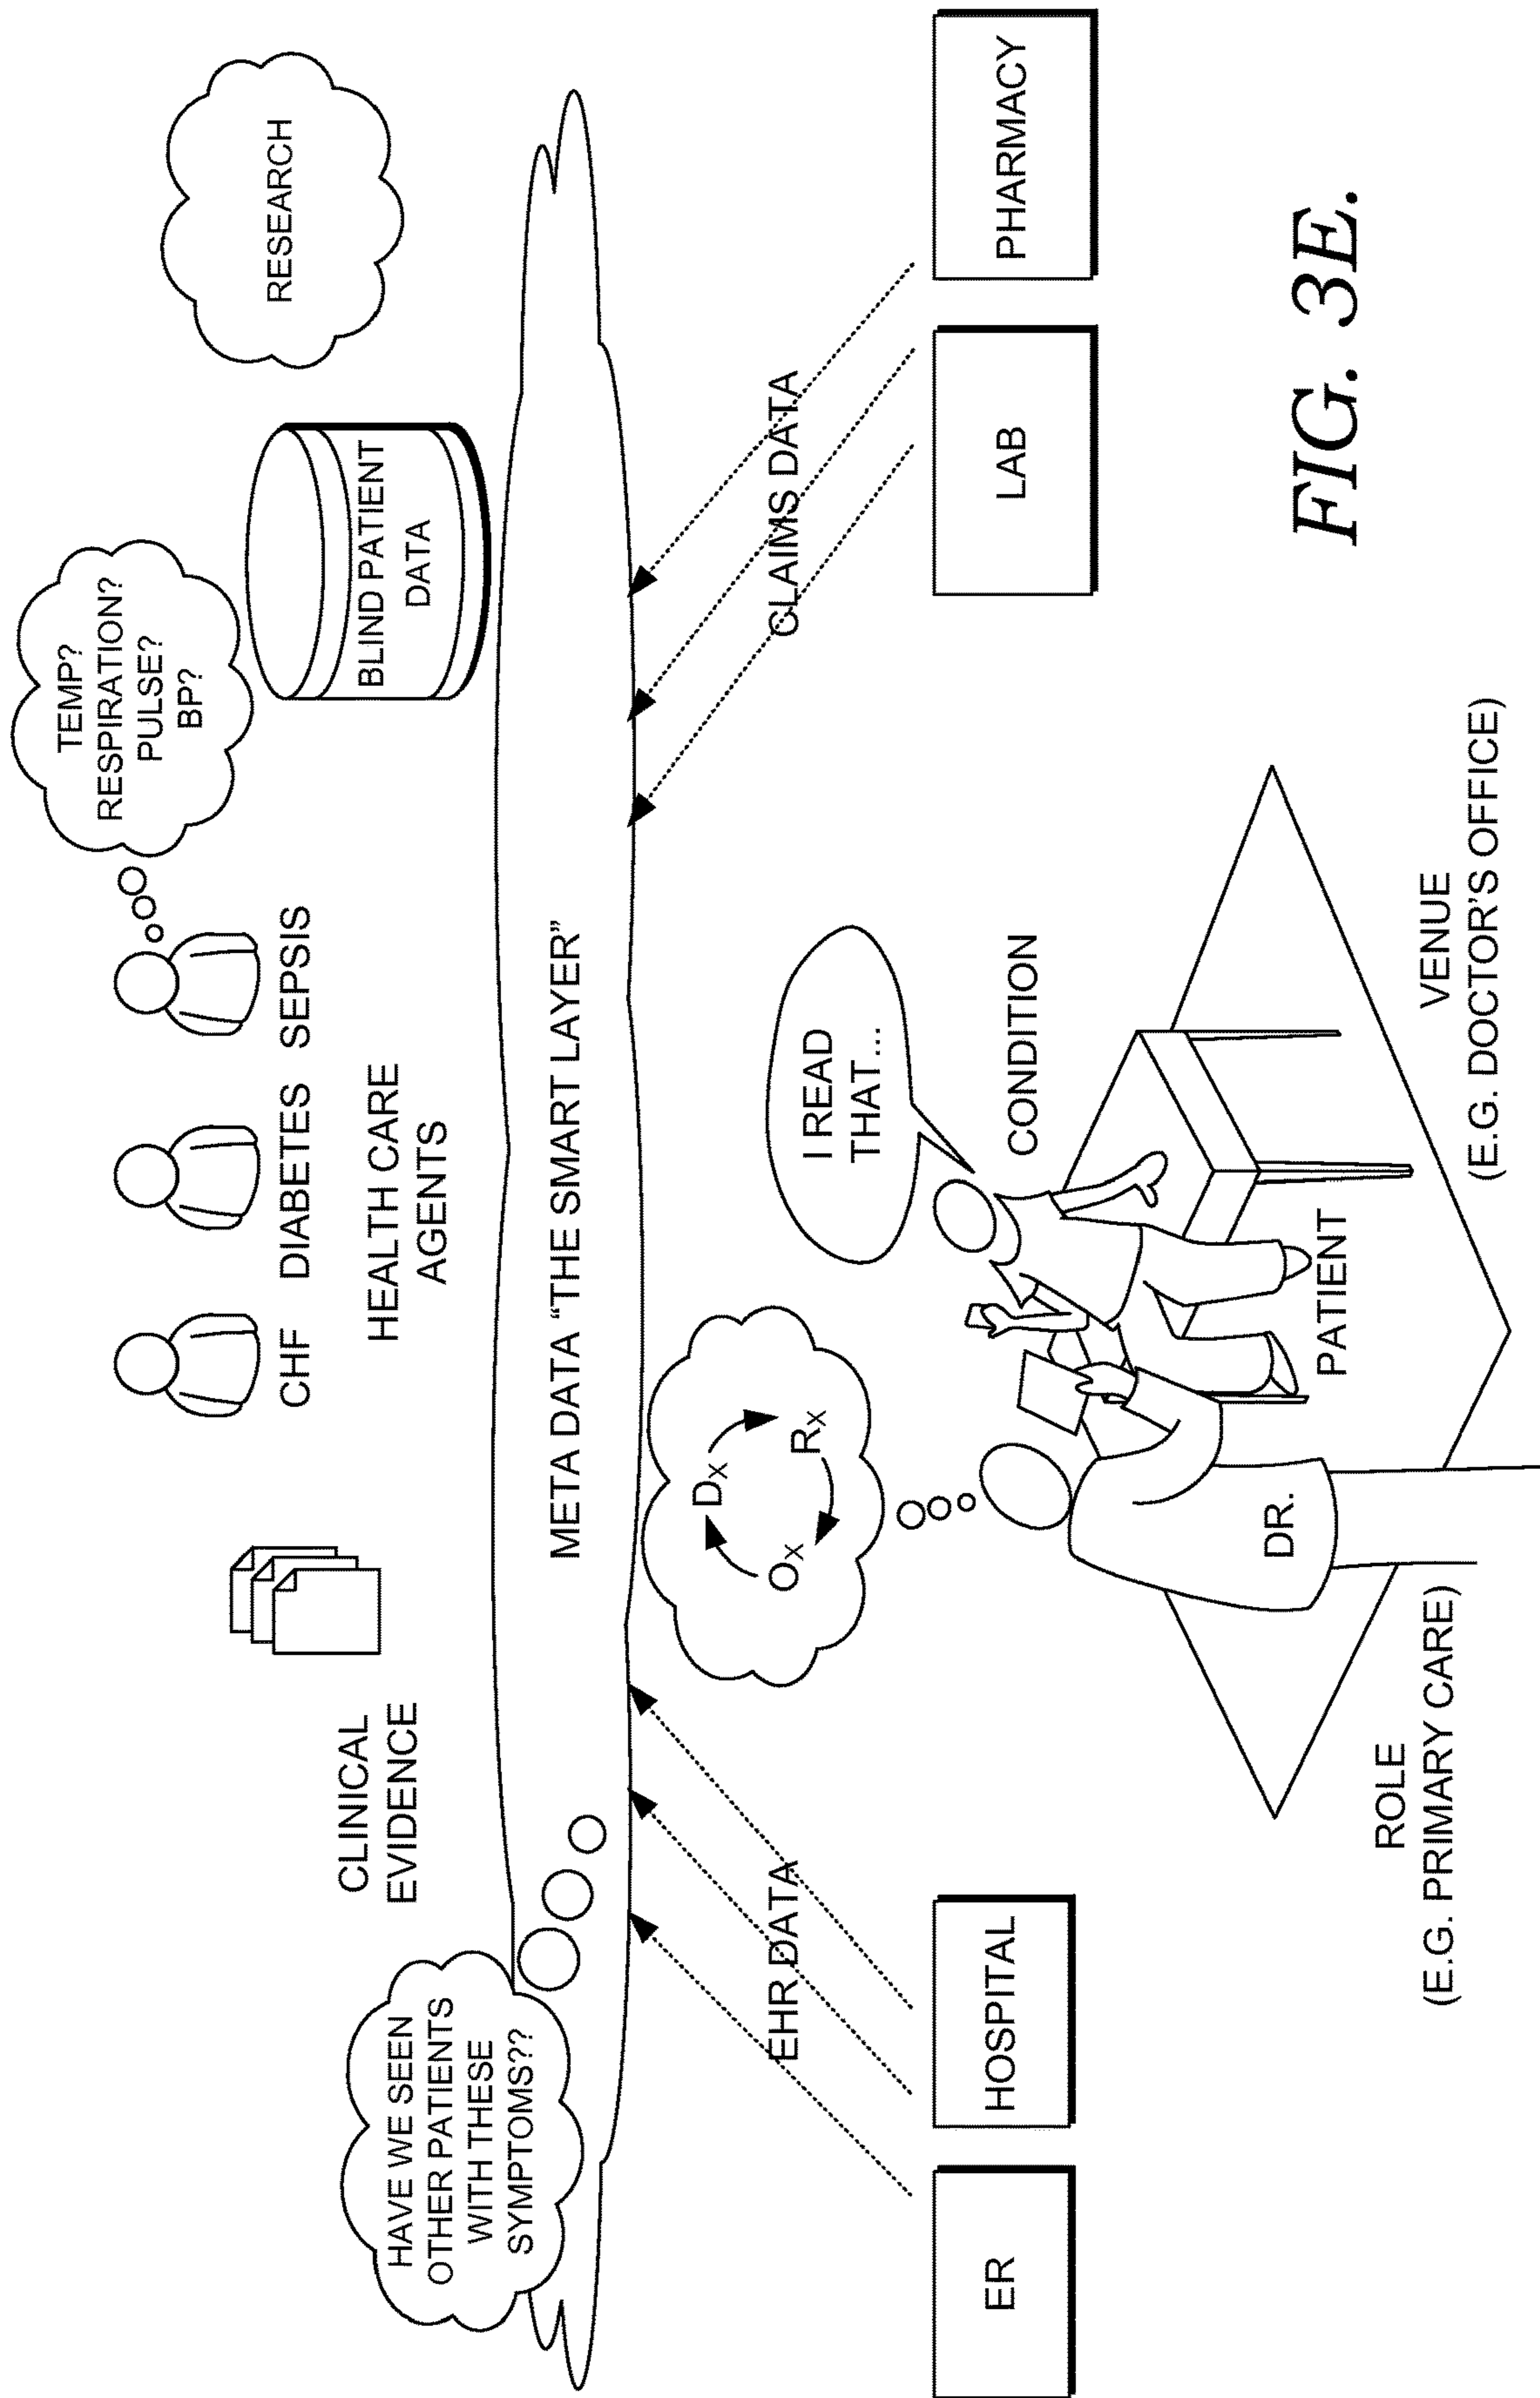 TEMP?
RESPIRATION?
PULSE?
BP?
RESEARCH
HAVE WE SEEN
OTHER PATIENTS
WITH THESE
SYMPTOMS??
CLINICAL
EVIDENCE
CHF
DIABETES
SEPSIS
HEALTH CARE
AGENTS
BLIND PATIENT
DATA
META DATA “THE SMART LAYER”
EHR DATA
Dx
Ox
Rx
I READ
THAT...
CLAIMS DATA
ER
HOSPITAL
CONDITION
LAB
PHARMACY
DR.
PATIENT
ROLE
(E.G. PRIMARY CARE)
VENUE
(E.G. DOCTOR'S OFFICE)
FIG. 3E.